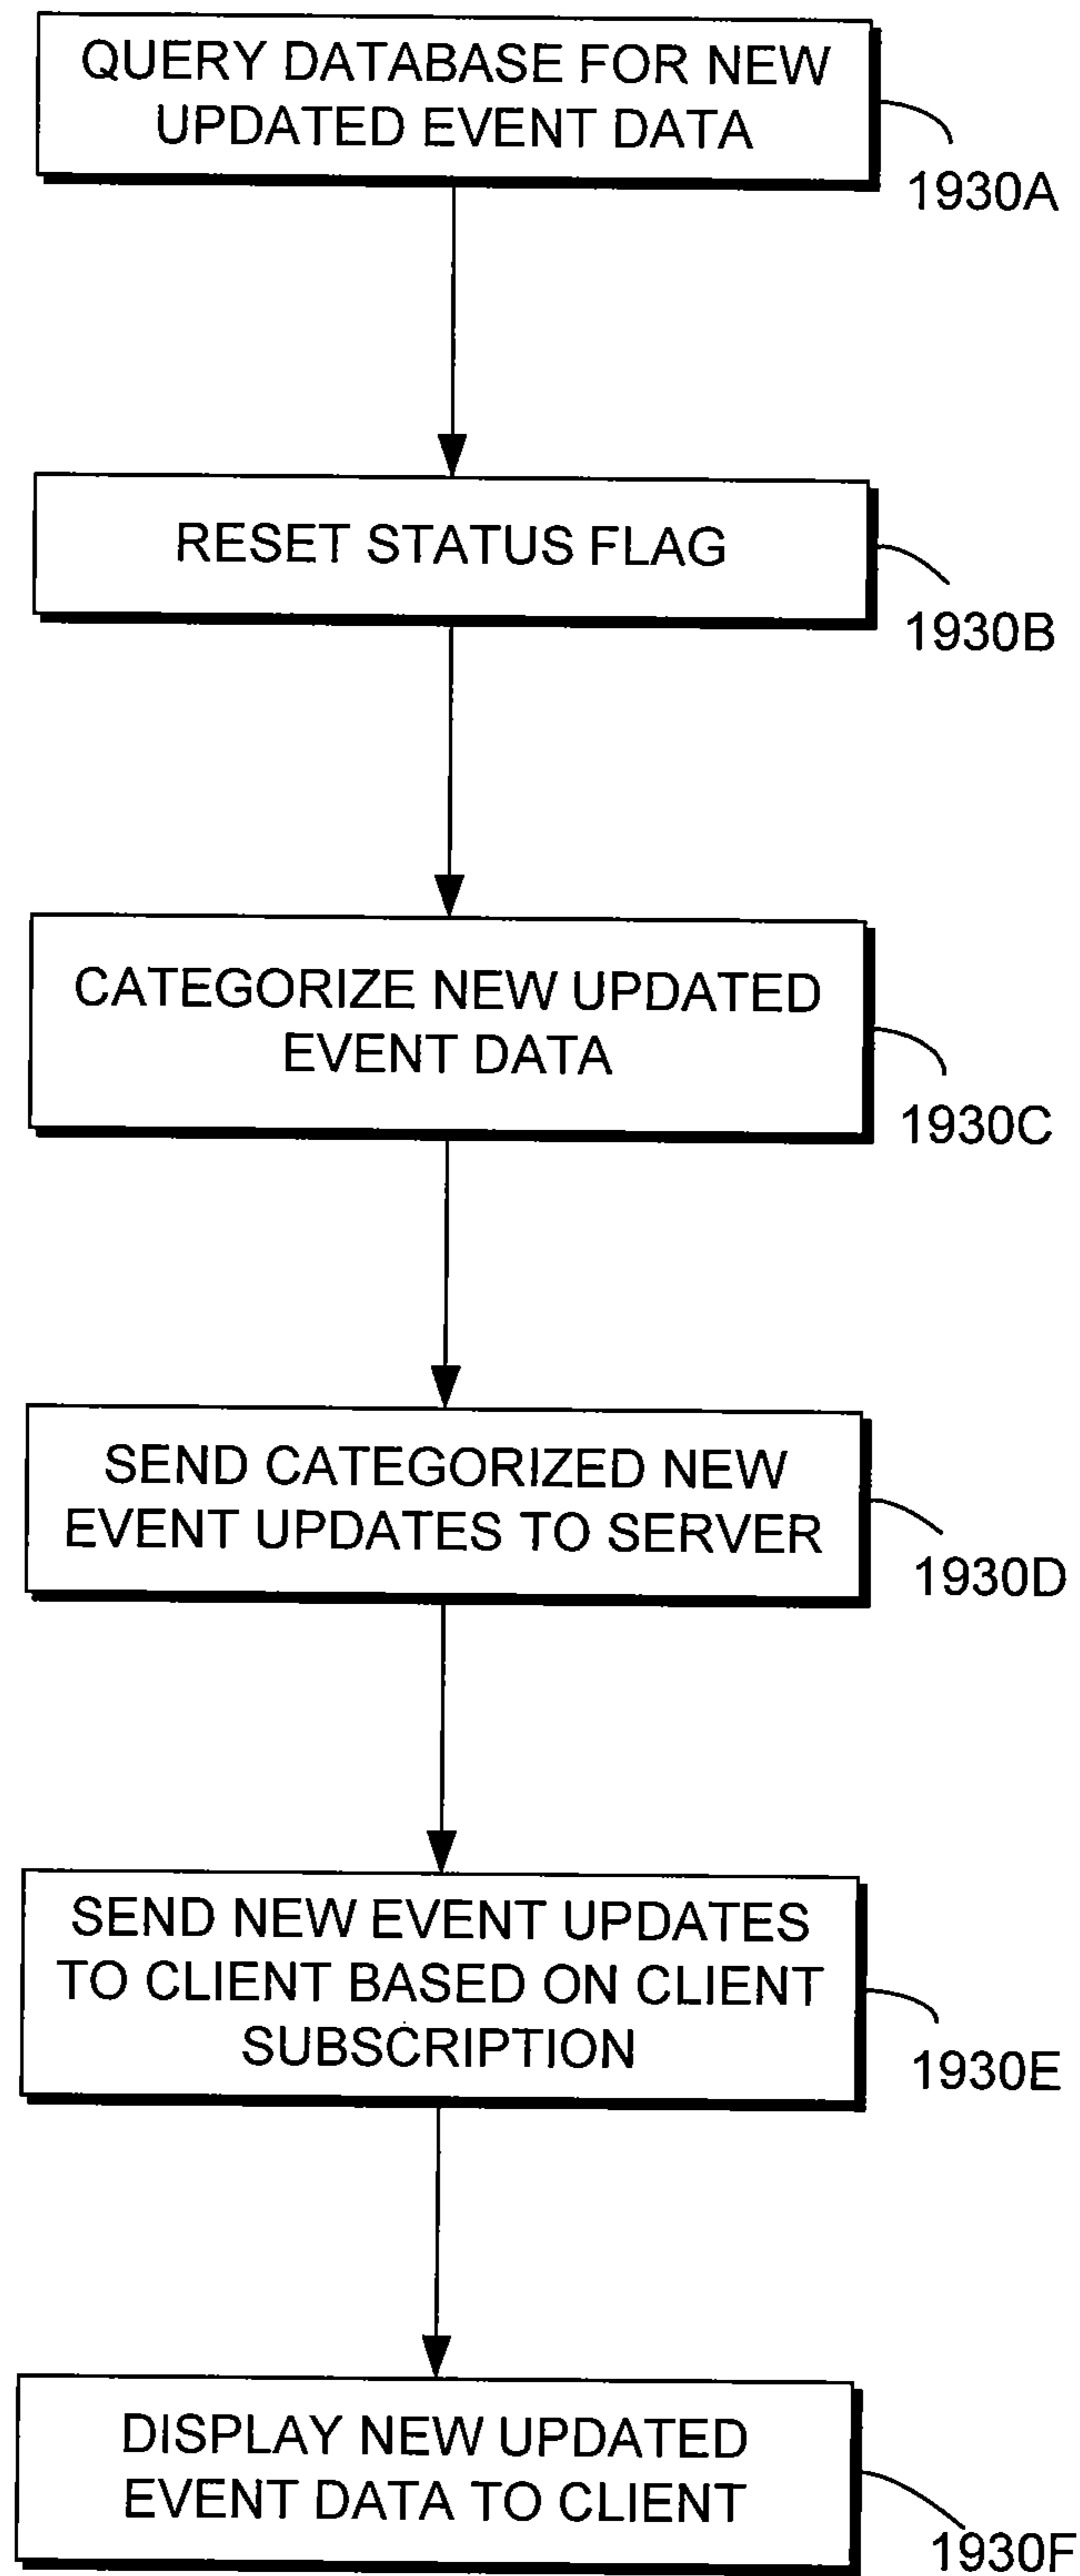 QUERY DATABASE FOR NEW
UPDATED EVENT DATA
1930A
RESET STATUS FLAG
1930B
CATEGORIZE NEW UPDATED
EVENT DATA
1930C
SEND CATEGORIZED NEW
EVENT UPDATES TO SERVER
1930D
SEND NEW EVENT UPDATES
TO CLIENT BASED ON CLIENT
SUBSCRIPTION
1930E
DISPLAY NEW UPDATED
EVENT DATA TO CLIENT
1930F